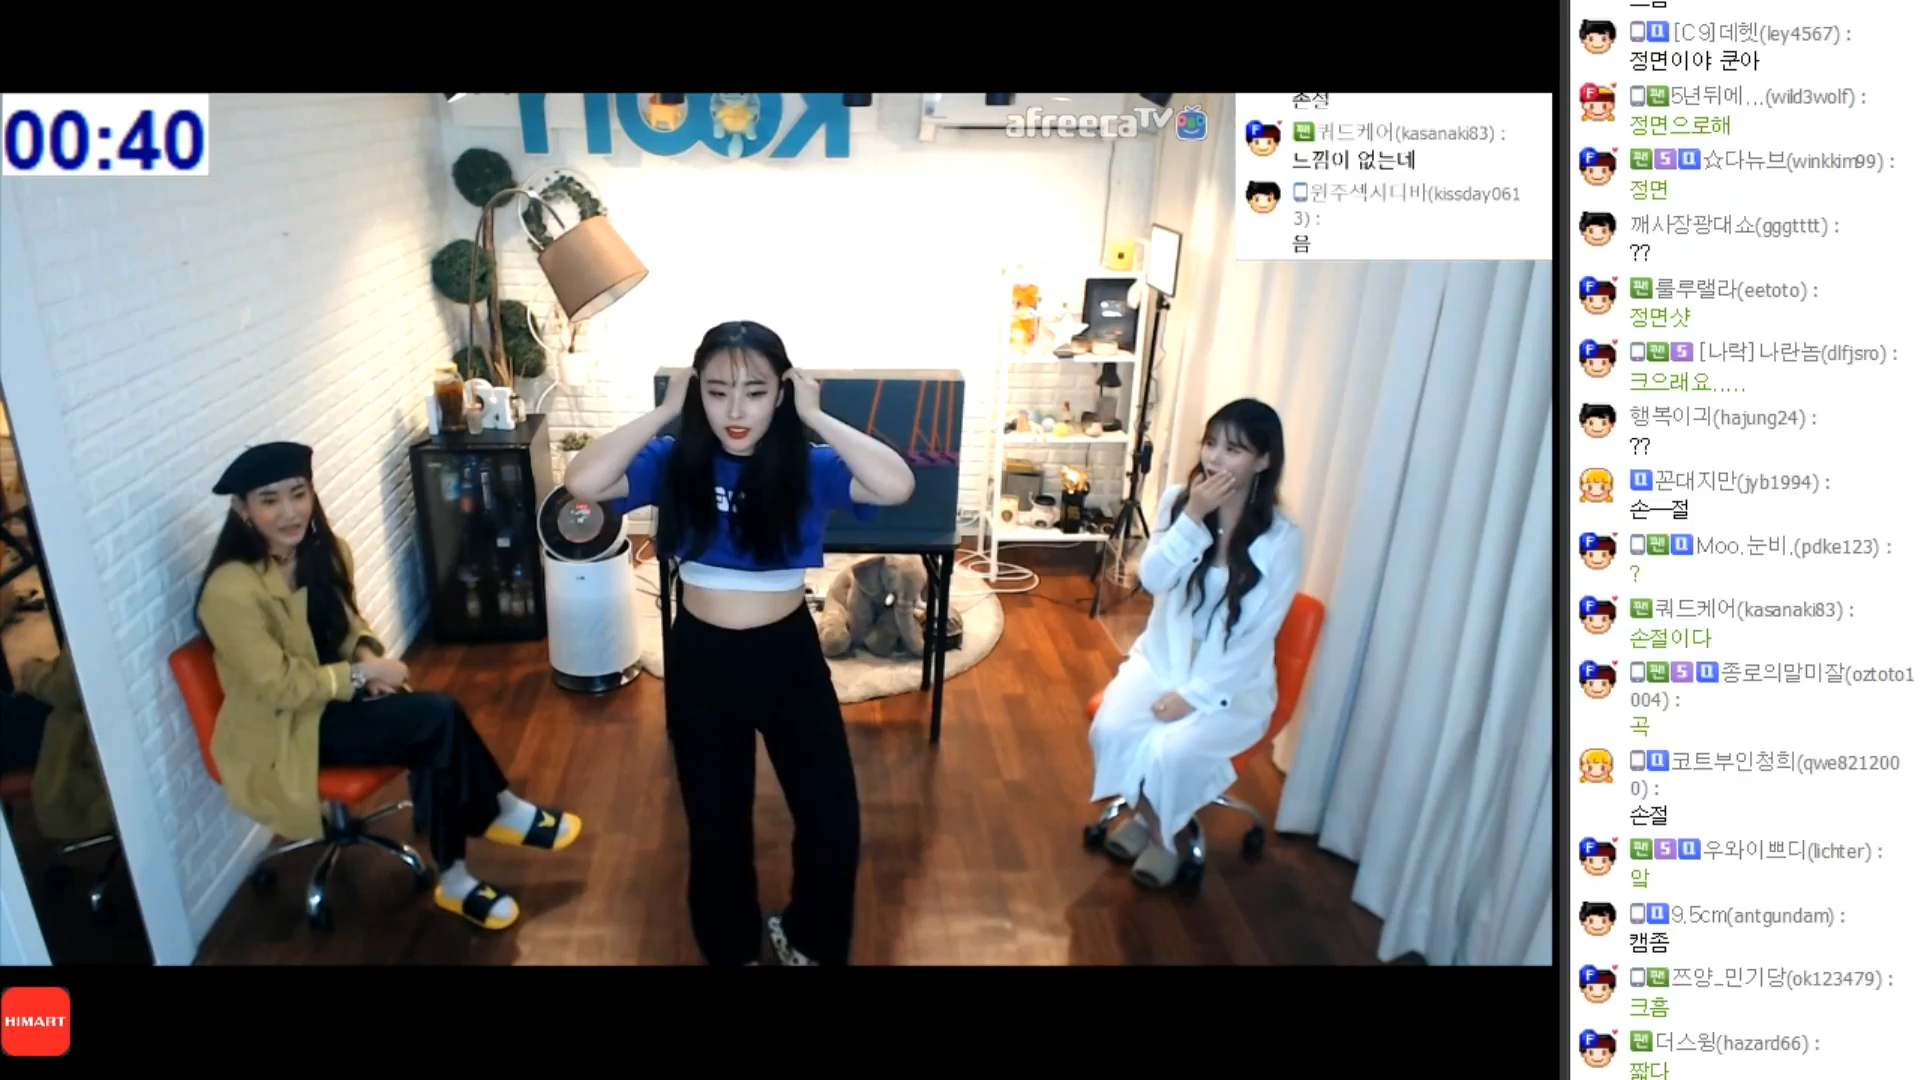 00:40
afreecaTV
손절
쿼드케어(kasanaki83) :
느낌이 없는네
원주섹시디바(kissday061
3) :
음
HIMART
[C9]데헷(ley4567) :
정면이야 쿤아
5년뒤에...(wild3wolf) :
정면으로해
☆다뉴브(winkkim99) :
정면
깨사장광대쇼(gggtttt) :
??
룰루랠라(eetoto) :
정면샷
[나락]나란놈(dlfjsro) :
크으래요.....
행복이긔(hajung24) :
??
꼰대지만(jyb1994) :
손—절
Moo.눈비.(pdke123) :
?
쿼드케어(kasanaki83) :
손절이다
종로의말미잘(oztoto1
004) :
곡
코트부인청희(qwe821200
0) :
손절
우와이쁘디(lichter) :
앞
9.5cm(antgundam) :
캠좀
쯔양_민기당(ok123479) :
크흠
더스윙(hazard66) :
짧다